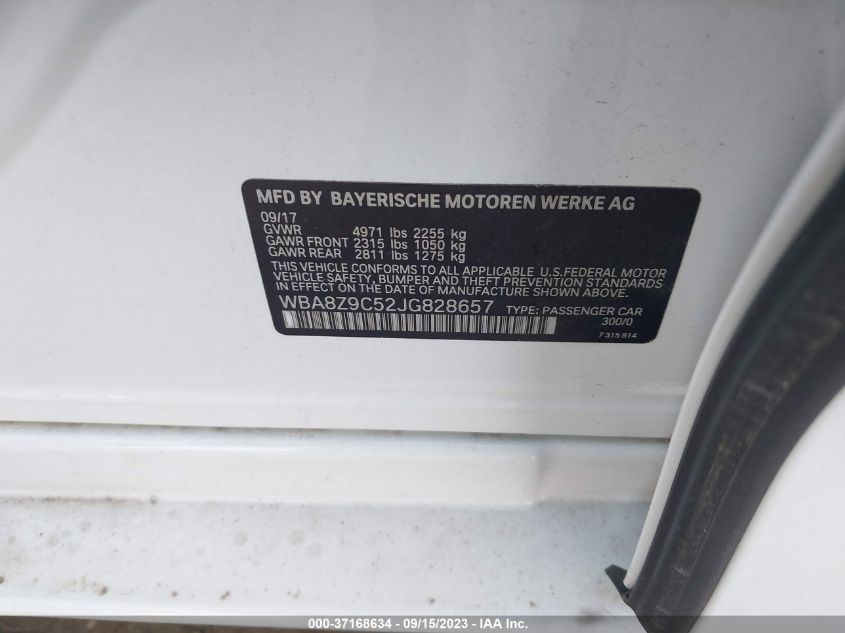 MFD BY BAYERISCHE MOTOREN WERKE AG
09/17
GVWR 4971 lbs 2255 kg
GAWR FRONT 2315 lbs 1050 kg
GAWR REAR 2811 lbs 1275 kg
THIS VEHICLE CONFORMS TO ALL APPLICABLE U.S.FEDERAL MOTOR
VEHICLE SAFETY, BUMPER AND THEFT PREVENTION STANDARDS
IN EFFECT ON THE DATE OF MANUFACTURE SHOWN ABOVE.
WBA8Z9C52JG828657 TYPE: PASSENGER CAR
300/0
7 315 814
000-37168634 - 09/15/2023 - IAA Inc.